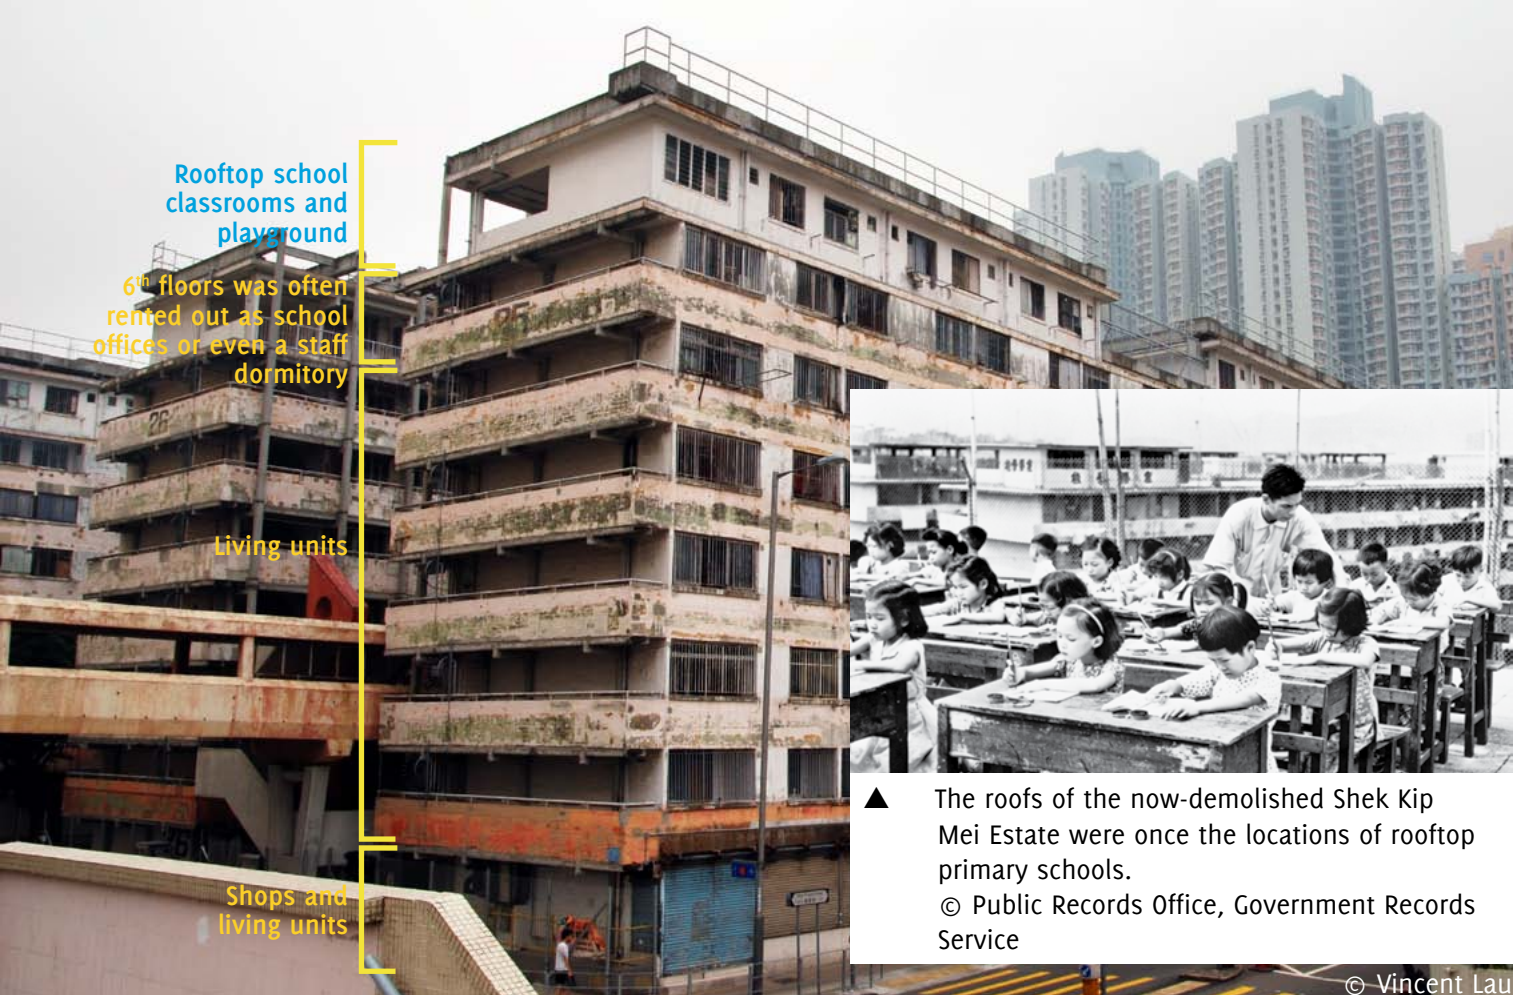 Rooftop school
classrooms and
playground
6th floors was often
rented out as school
offices or even a staff
dormitory
Living units
Shops and
living units
26
▲ The roofs of the now-demolished Shek Kip
Mei Estate were once the locations of rooftop
primary schools.
© Public Records Office, Government Records
Service
© Vincent Lau